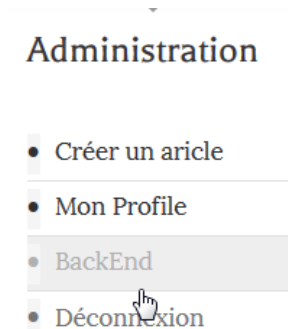 Administration
Créer un aricle
Mon Profile
BackEnd
Déconnexion